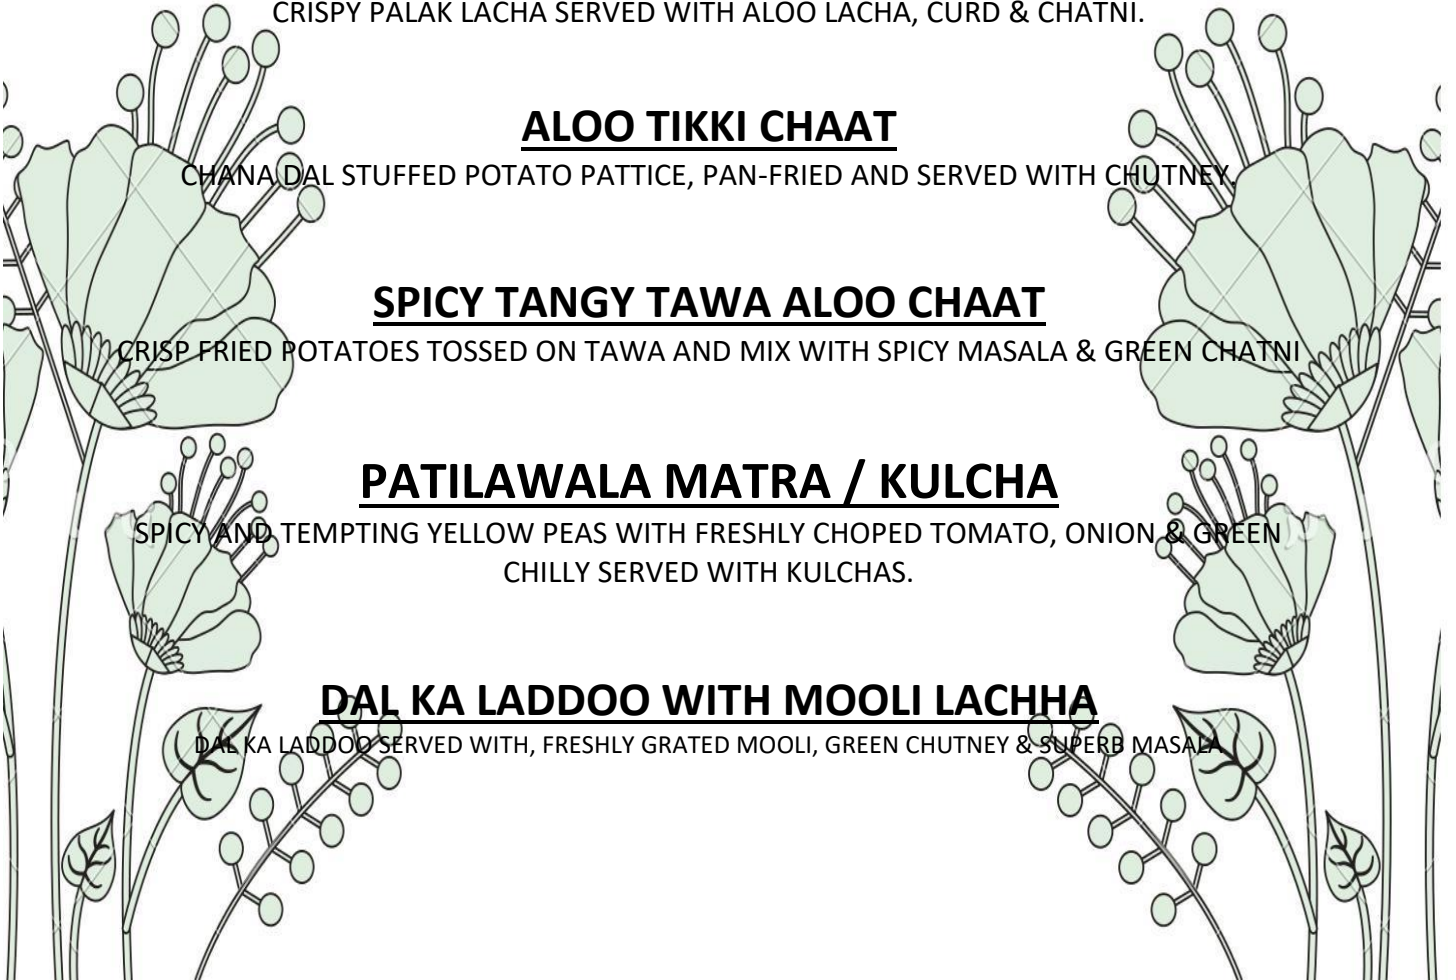 CRISPY PALAK LACHA SERVED WITH ALOO LACHA, CURD & CHATNI.
ALOO TIKKI CHAAT
CHANA DAL STUFFED POTATO PATTICE, PAN-FRIED AND SERVED WITH CHUTNEY.
SPICY TANGY TAWA ALOO CHAAT
CRISP FRIED POTATOES TOSSED ON TAWA AND MIX WITH SPICY MASALA & GREEN CHATNI
PATILAWALA MATRA / KULCHA
SPICY AND TEMPTING YELLOW PEAS WITH FRESHLY CHOPED TOMATO, ONION & GREEN
CHILLY SERVED WITH KULCHAS.
DAL KA LADDOO WITH MOOLI LACHHA
DAL KA LADDOO SERVED WITH, FRESHLY GRATED MOOLI, GREEN CHUTNEY & SUPERB MASALA